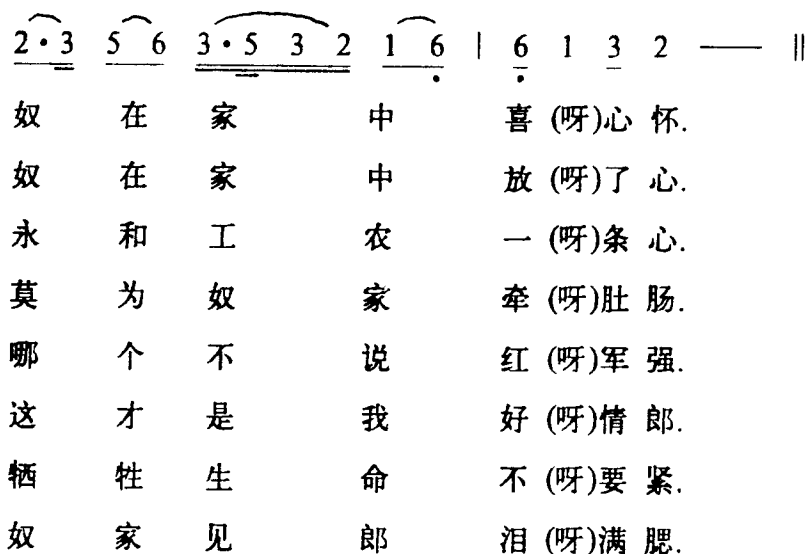 2·3 5 6 3·5 3 2 1 6 | 6 1 3 2 —— ‖
奴 在 家 中 喜 (呀)心 怀.
奴 在 家 中 放 (呀)了 心.
永 和 工 农 一 (呀)条 心.
莫 为 奴 家 牵 (呀)肚 肠.
哪 个 不 说 红 (呀)军 强.
这 才 是 我 好 (呀)情 郎.
牺 牲 生 命 不 (呀)要 紧.
奴 家 见 郎 泪 (呀)满 腮.